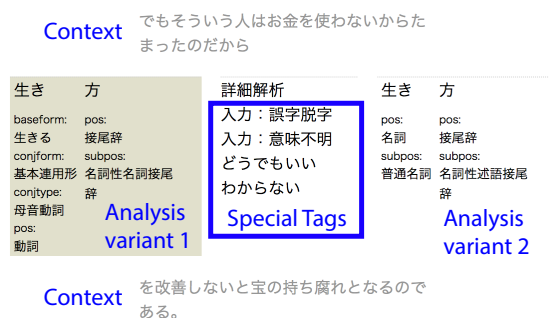 Context
でもそういう人はお金を使わないからた
まったのだから
生き 方
baseform: pos:
生きる 接尾辞
conjform: subpos:
基本連用形 名詞性名詞接尾
conjtype: 辞
母音動詞
pos:
動詞
Analysis
variant 1
詳細解析
入力：誤字脱字
入力：意味不明
どうでもいい
わからない
Special Tags
生き 方
pos: pos:
名詞 接尾辞
subpos: subpos:
普通名詞 名詞性述語接尾
辞
Analysis
variant 2
Context
を改善しないと宝の持ち腐れとなるので
ある。